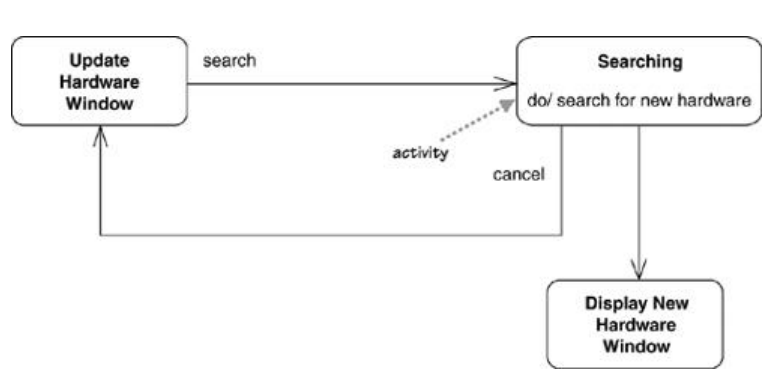 Update
Hardware
Window
search
Searching
do/ search for new hardware
activity
cancel
Display New
Hardware
Window